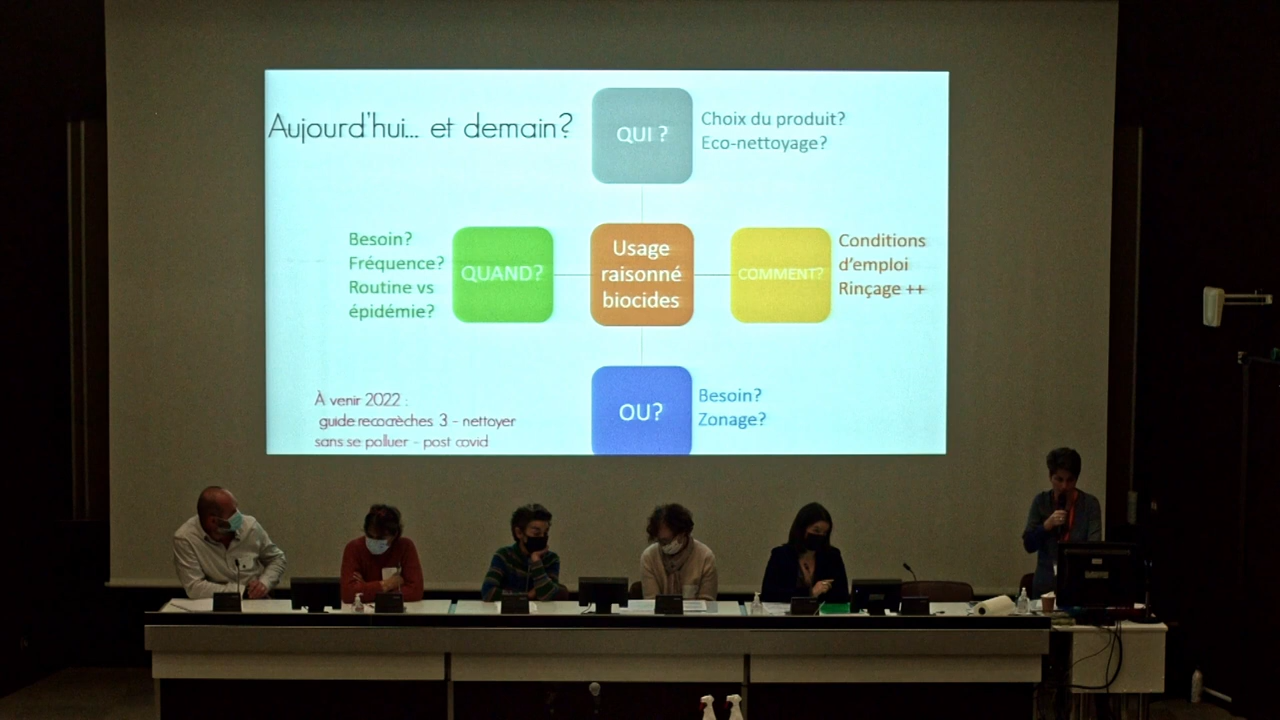 Aujourd'hui... et demain?
QUI ?
Choix du produit?
Eco-nettoyage?
Besoin?
Fréquence?
Routine vs
épidémie?
QUAND?
Usage
raisonné
biocides
COMMENT?
Conditions
d'emploi
Rinçage ++
À venir 2022 :
guide recocrèches 3 - nettoyer
sans se polluer - post covid
OU?
Besoin?
Zonage?